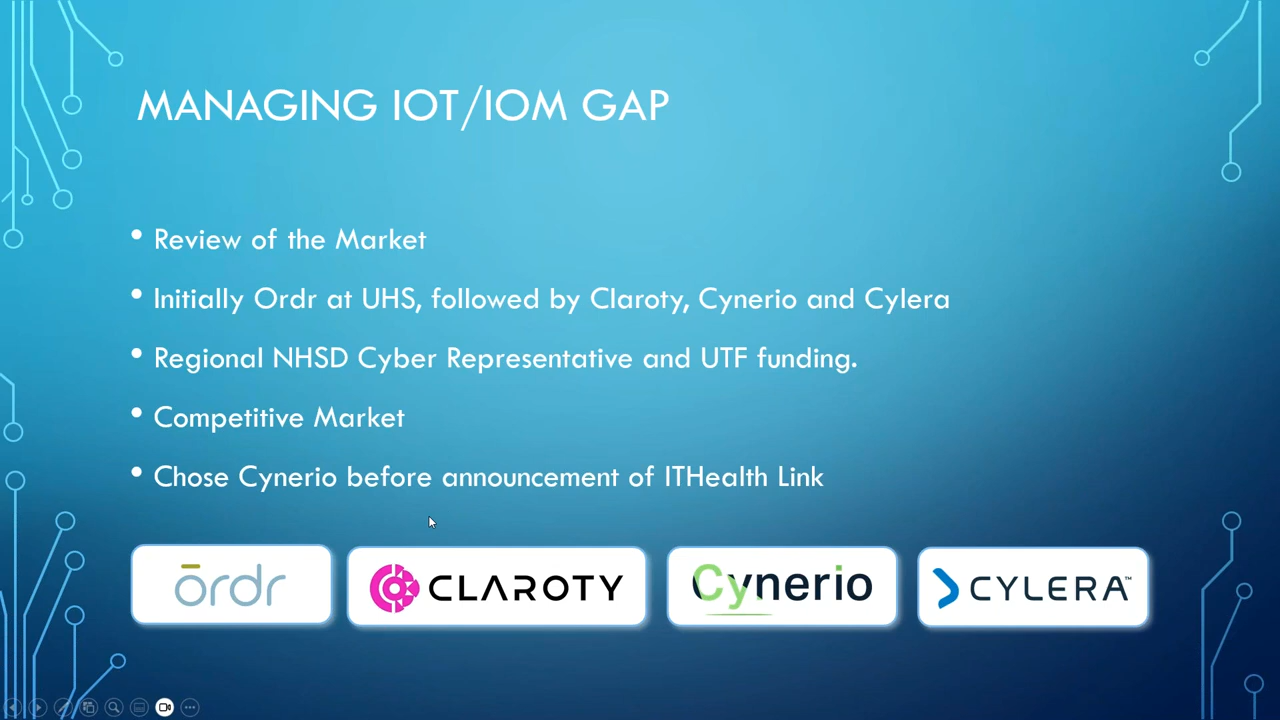 MANAGING IOT/IOM GAP
• Review of the Market
• Initially Ordr at UHS, followed by Claroty, Cynerio and Cylera
• Regional NHSD Cyber Representative and UTF funding.
• Competitive Market
• Chose Cynerio before announcement of ITHealth Link
ordr CLAROTY Cynerio CYLERA™